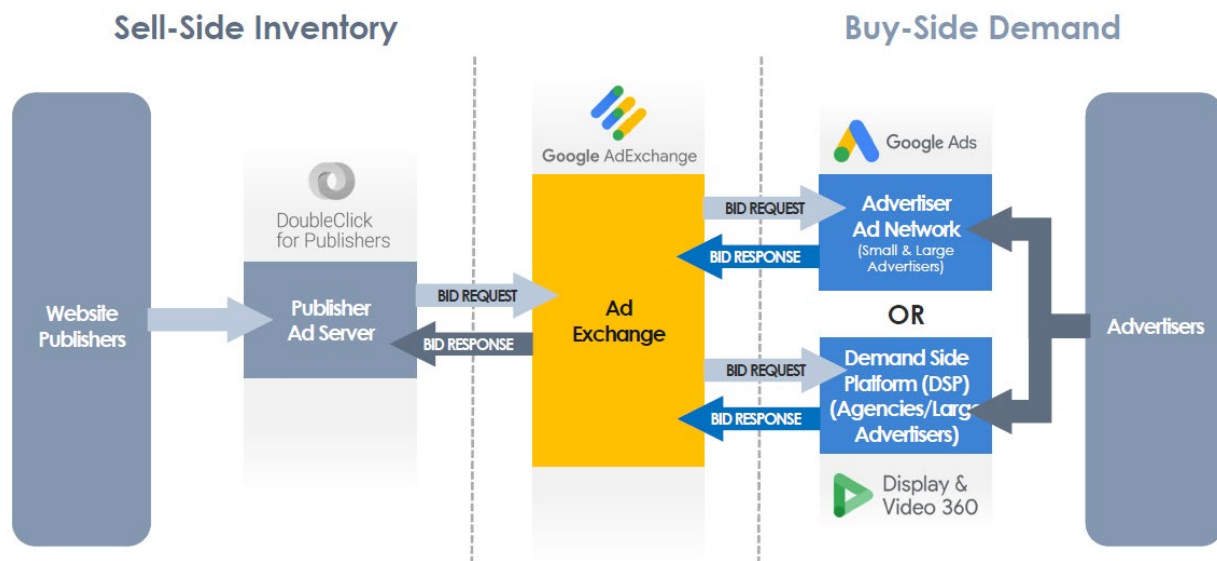 Sell-Side Inventory
Buy-Side Demand
Website
Publishers
DoubleClick
for Publishers
Publisher
Ad Server
BID REQUEST
BID RESPONSE
Google AdExchange
Ad
Exchange
BID REQUEST
BID RESPONSE
BID REQUEST
BID RESPONSE
Google Ads
Advertiser
Ad Network
(Small & Large
Advertisers)
OR
Demand Side
Platform (DSP)
(Agencies/Large
Advertisers)
Display &
Video 360
Advertisers